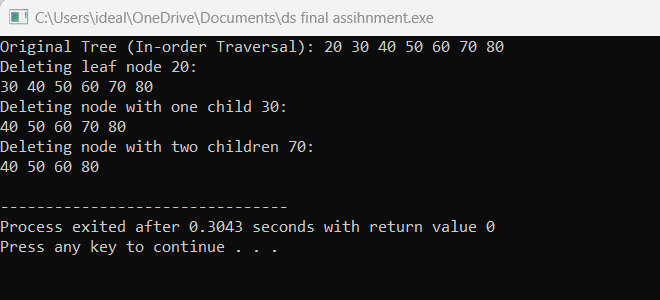 C:\Users\ideal\OneDrive\Documents\ds final assihnment.exe
Original Tree (In-order Traversal): 20 30 40 50 60 70 80
Deleting leaf node 20:
30 40 50 60 70 80
Deleting node with one child 30:
40 50 60 70 80
Deleting node with two children 70:
40 50 60 80
--------------------------------
Process exited after 0.3043 seconds with return value 0
Press any key to continue . . .